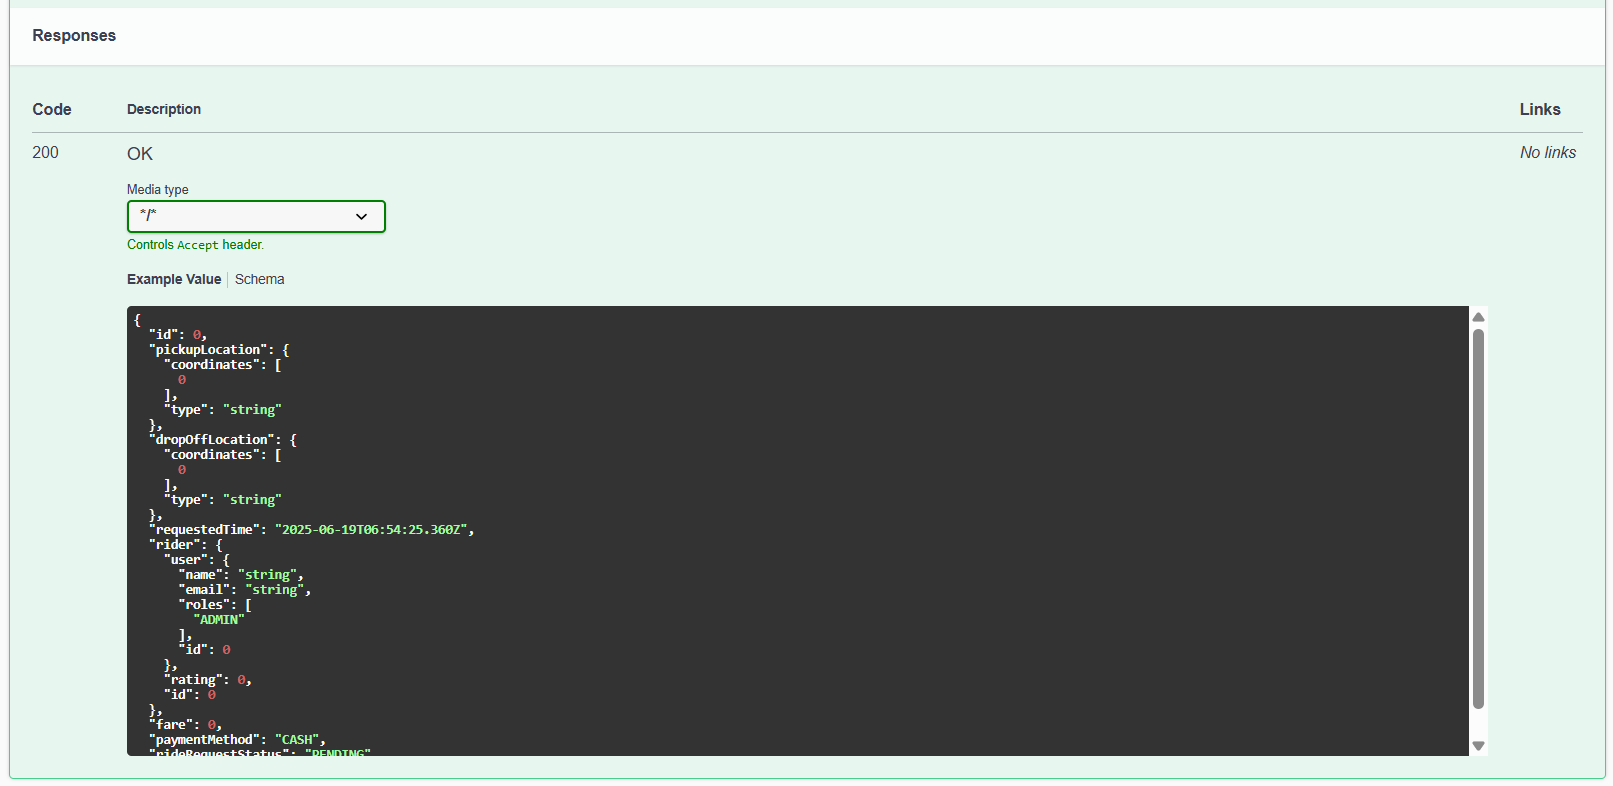 Responses
Code Description Links
200 OK No links
Media type
*/*
Controls Accept header.
Example Value Schema
{
  "id": 0,
  "pickupLocation": {
    "coordinates": [
      0
    ],
    "type": "string"
  },
  "dropOffLocation": {
    "coordinates": [
      0
    ],
    "type": "string"
  },
  "requestedTime": "2025-06-19T06:54:25.360Z",
  "rider": {
    "user": {
      "name": "string",
      "email": "string",
      "roles": [
        "ADMIN"
      ],
      "id": 0
    },
    "rating": 0,
    "id": 0
  },
  "fare": 0,
  "paymentMethod": "CASH",
  "rideRequestStatus": "PENDING"